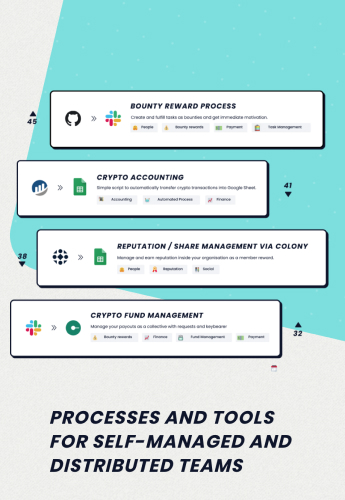 BOUNTY REWARD PROCESS
Create and fulfill tasks as bounties and get immediate motivation.
People Bounty rewards Payment Task Management
45
CRYPTO ACCOUNTING
Simple script to automatically transfer crypto transactions into Google Sheet.
Accounting Automated Process Finance
41
REPUTATION / SHARE MANAGEMENT VIA COLONY
Manage and earn reputation inside your organisation as a member reward.
People Reputation Social
38
CRYPTO FUND MANAGEMENT
Manage your payouts as a collective with requests and keybearer
Bounty rewards Finance Fund Management Payment
32
PROCESSES AND TOOLS
FOR SELF-MANAGED AND
DISTRIBUTED TEAMS